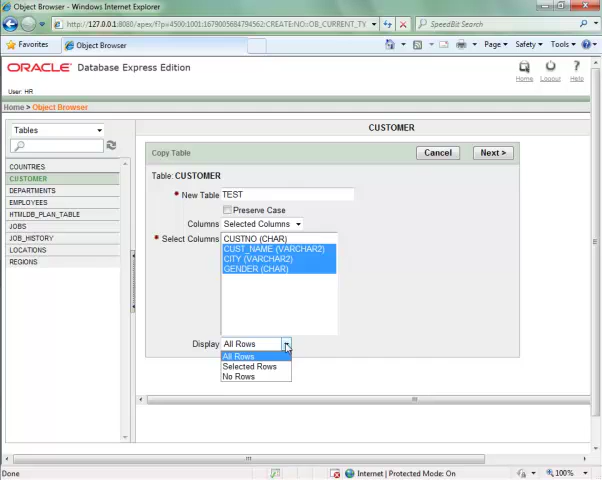 Object Browser - Windows Internet Explorer
http://127.0.0.1:8080/apex/f?p=4500:1001:1679005684794562:CREATE:NO::OB_CURRENT_TY
SpeedBit Search
Favorites
Object Browser
Page
Safety
Tools
ORACLE Database Express Edition
Home
Logout
Help
User: HR
Home > Object Browser
Tables
CUSTOMER
COUNTRIES
CUSTOMER
DEPARTMENTS
EMPLOYEES
HTMLDB_PLAN_TABLE
JOBS
JOB_HISTORY
LOCATIONS
REGIONS
Copy Table
Cancel
Next >
Table: CUSTOMER
* New Table TEST
Preserve Case
Columns Selected Columns
* Select Columns CUSTNO (CHAR)
CUST_NAME (VARCHAR2)
CITY (VARCHAR2)
GENDER (CHAR)
Display All Rows
All Rows
Selected Rows
No Rows
Done
Internet | Protected Mode: On
100%